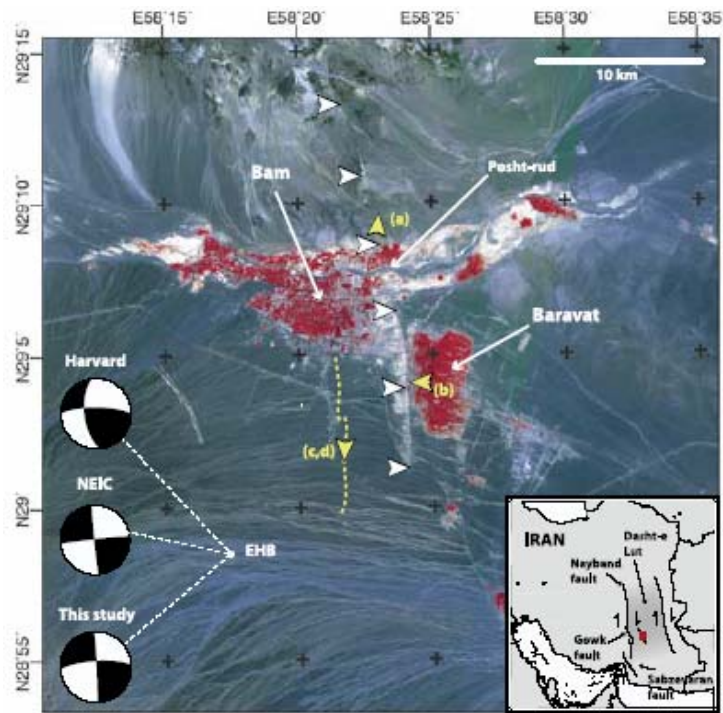 E58°15' E58°20' E58°25' E58°30' E58°35'
N29°15'
10 km
Posht-rud
Bam
N29°10'
(a)
Baravat
N29°5'
Harvard
(b)
(c,d)
NEIC
N29°
EHB
This study
N28°55'
IRAN
Dasht-e
Lut
Nayband
fault
Gowk
fault
Sabzevaran
fault